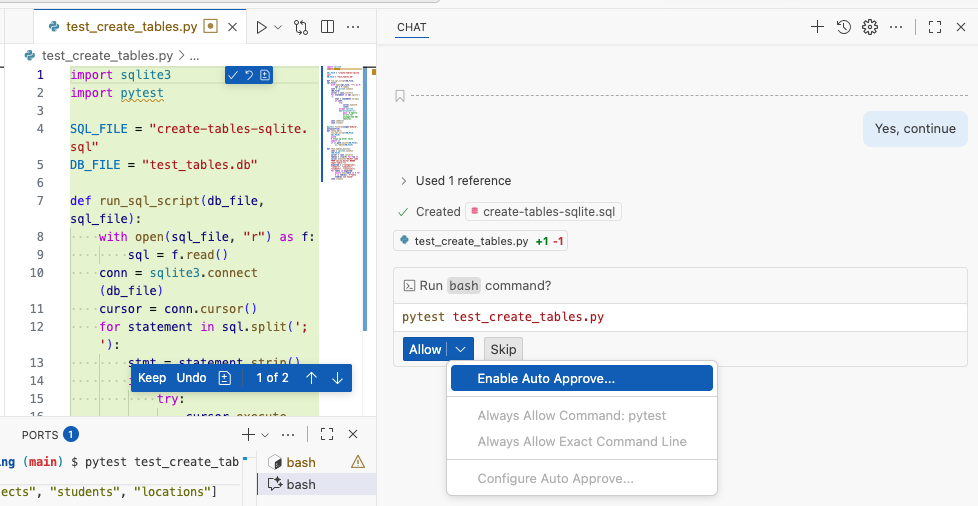 test_create_tables.py
test_create_tables.py > ...
1 import sqlite3
2 import pytest
3
4 SQL_FILE = "create-tables-sqlite.
sql"
5 DB_FILE = "test_tables.db"
6
7 def run_sql_script(db_file,
sql_file):
8 with open(sql_file, "r") as f:
9 sql = f.read()
10 conn = sqlite3.connect
(db_file)
11 cursor = conn.cursor()
12 for statement in sql.split(';
'):
13 stmt = statement.strip()
14
15 try:
16 cursor.execute
Keep Undo 1 of 2
PORTS 1
ng (main) $ pytest test_create_tab
ects", "students", "locations"]
bash
bash
CHAT
Yes, continue
Used 1 reference
Created create-tables-sqlite.sql
test_create_tables.py +1 -1
Run bash command?
pytest test_create_tables.py
Allow Skip
Enable Auto Approve...
Always Allow Command: pytest
Always Allow Exact Command Line
Configure Auto Approve...